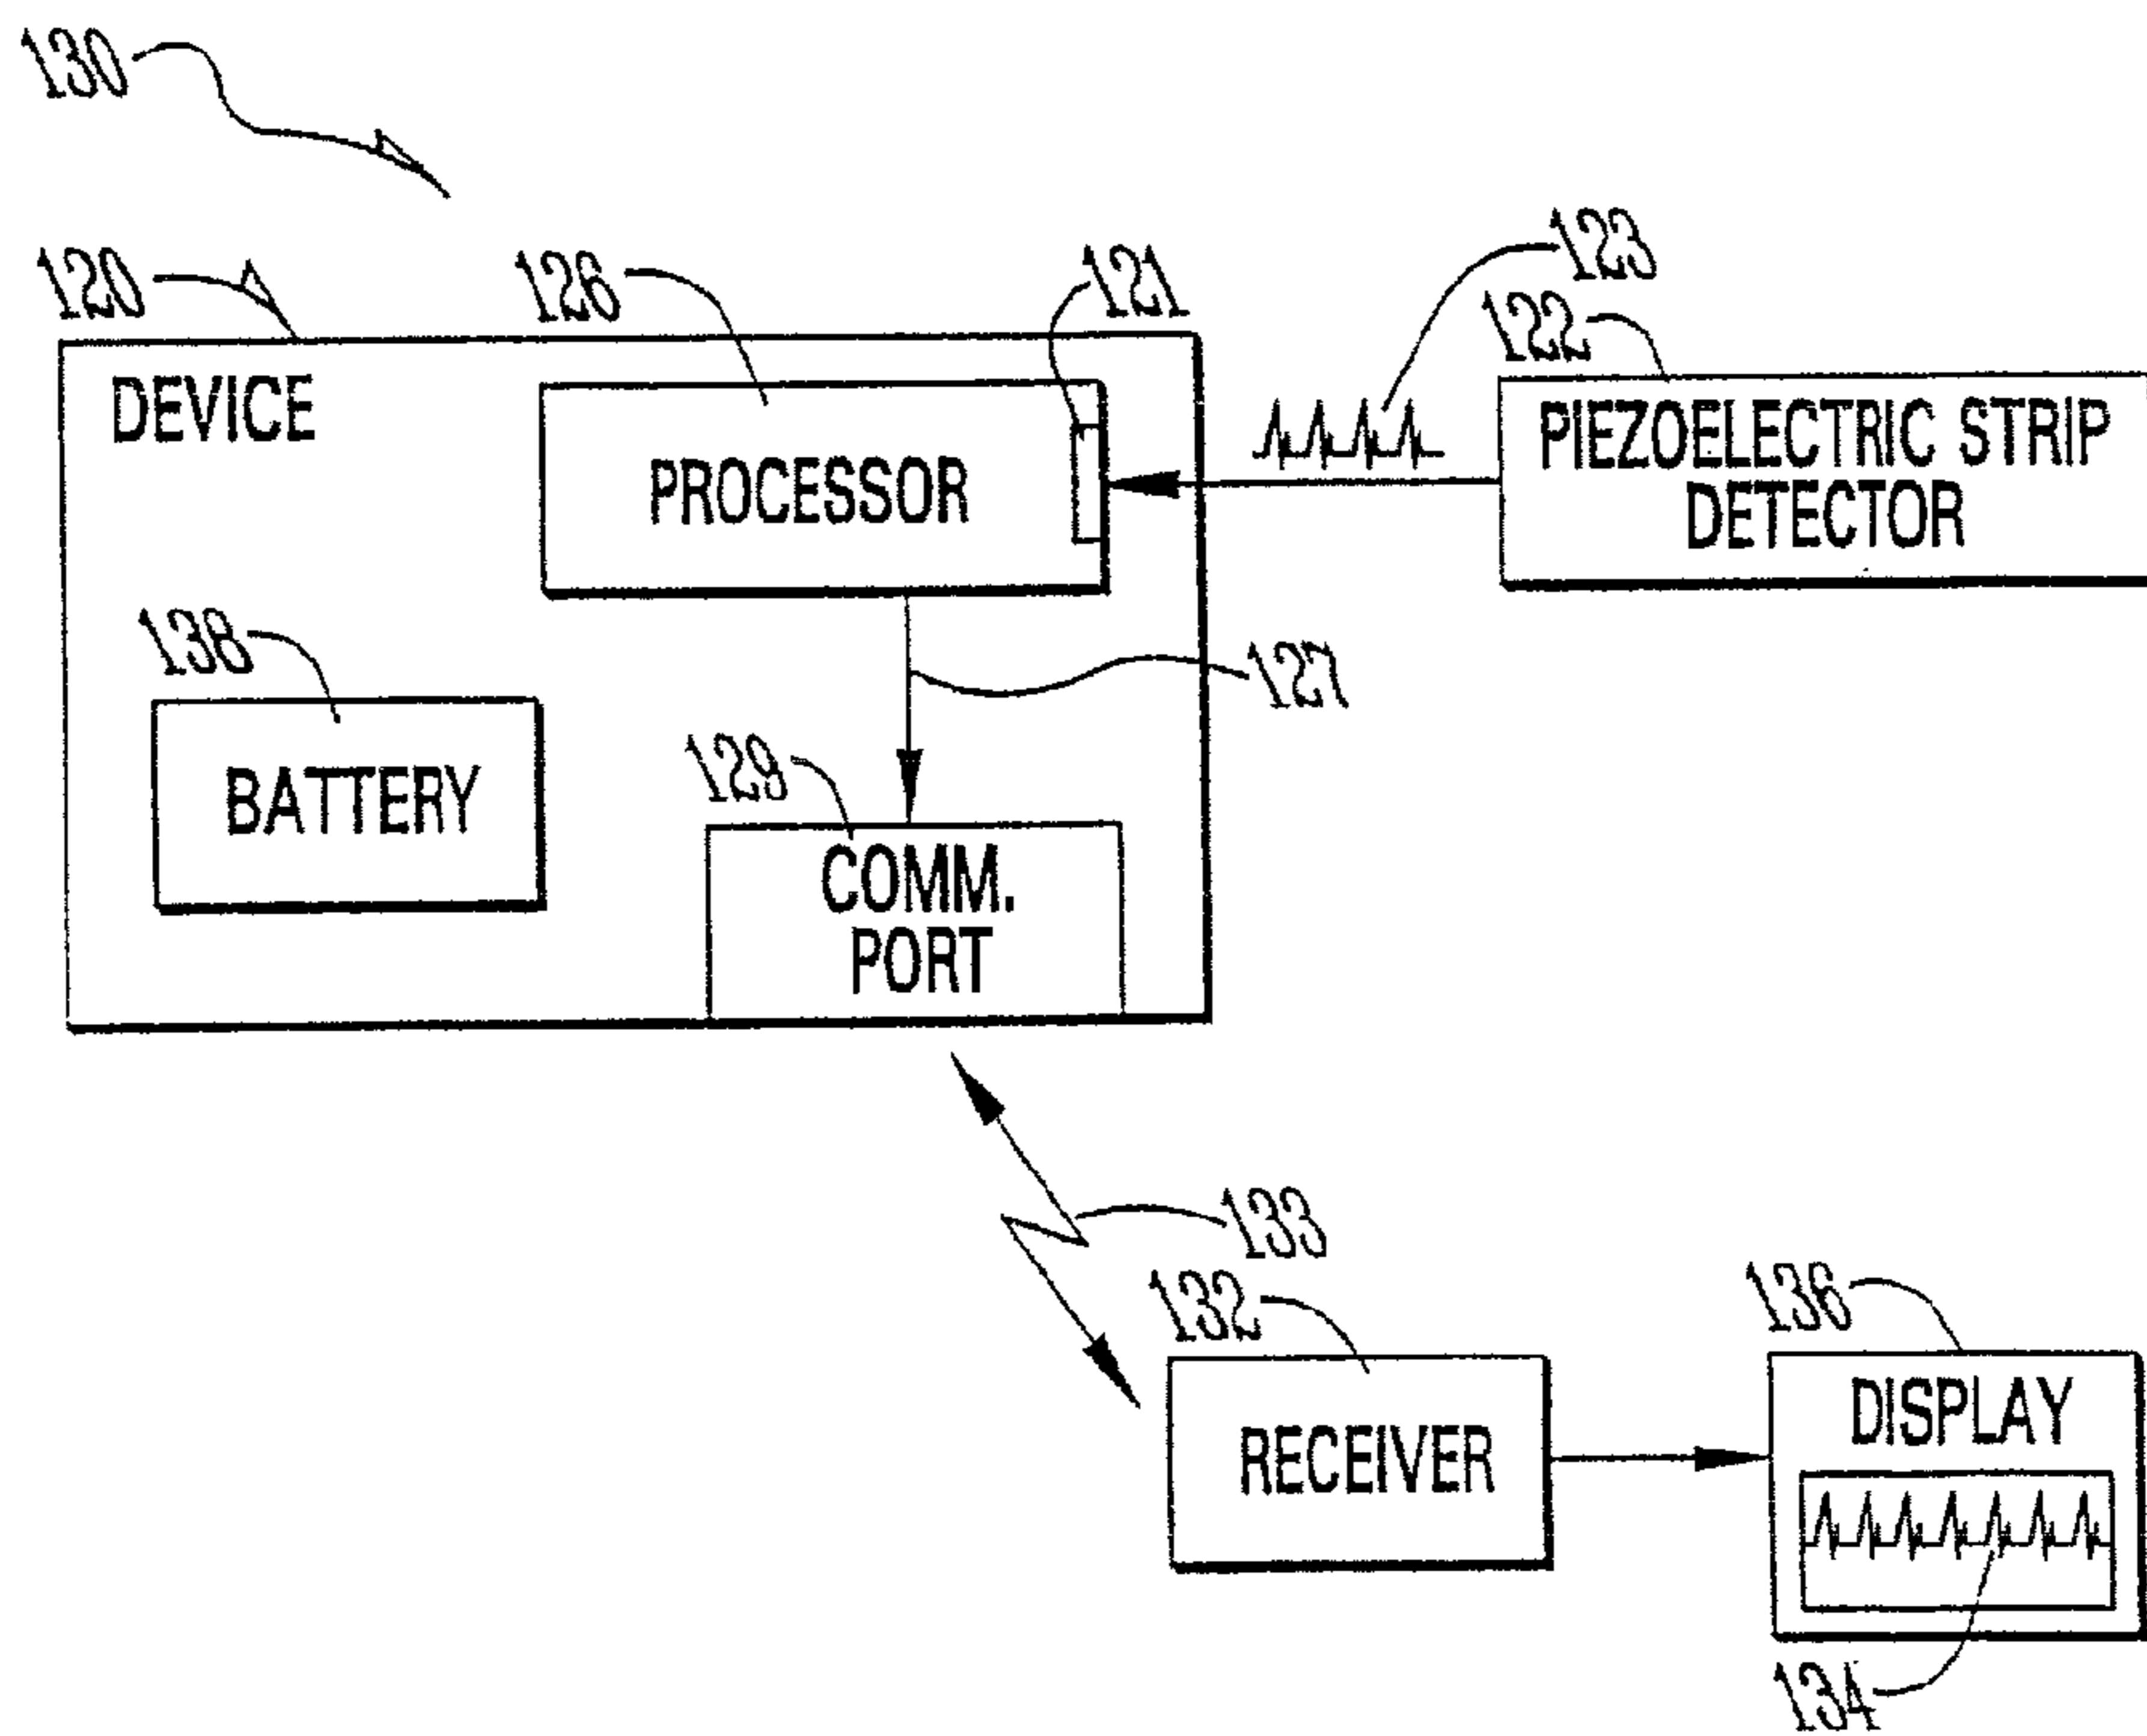 130
120
126
121
123
122
DEVICE
PROCESSOR
PIEZOELECTRIC STRIP
DETECTOR
138
127
129
BATTERY
COMM.
PORT
133
132
136
RECEIVER
DISPLAY
134